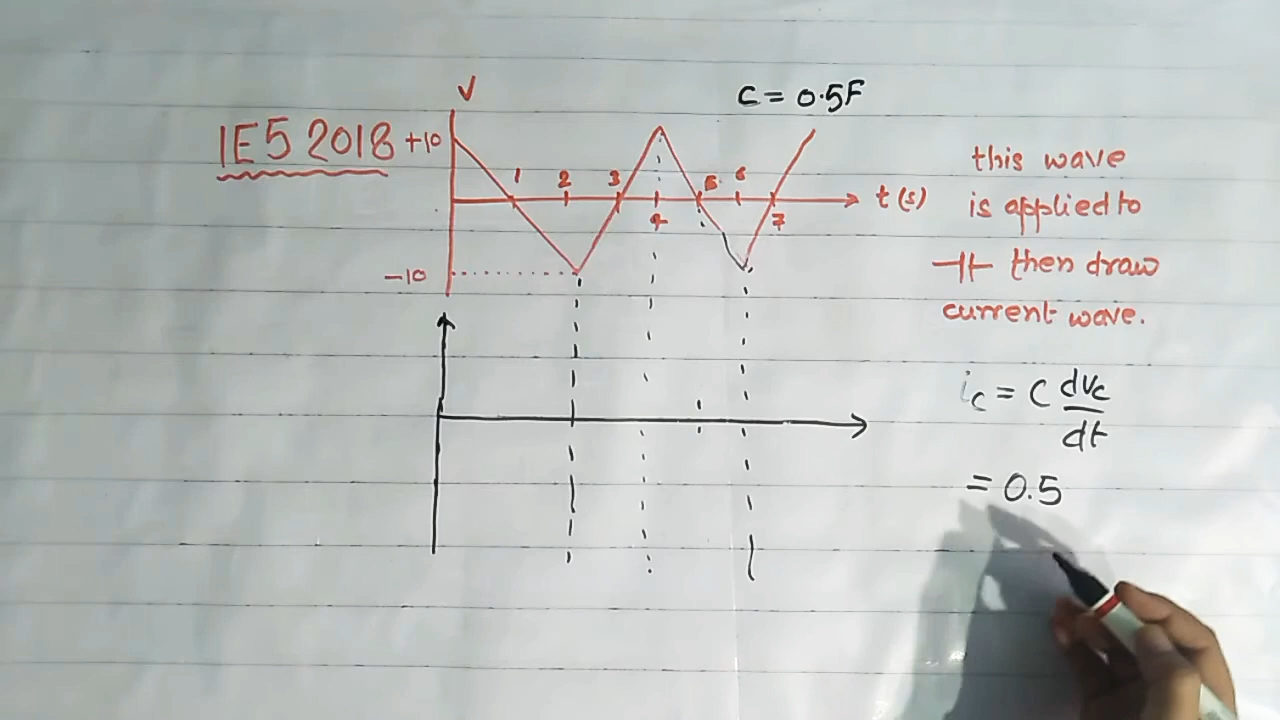 V
C = 0.5F
IES 2018
+10
1 2 3 4 5 6 7
t(s)
-10
this wave
is applied to
⊣⊢ then draw
current wave.
ic = C dvc/dt
= 0.5